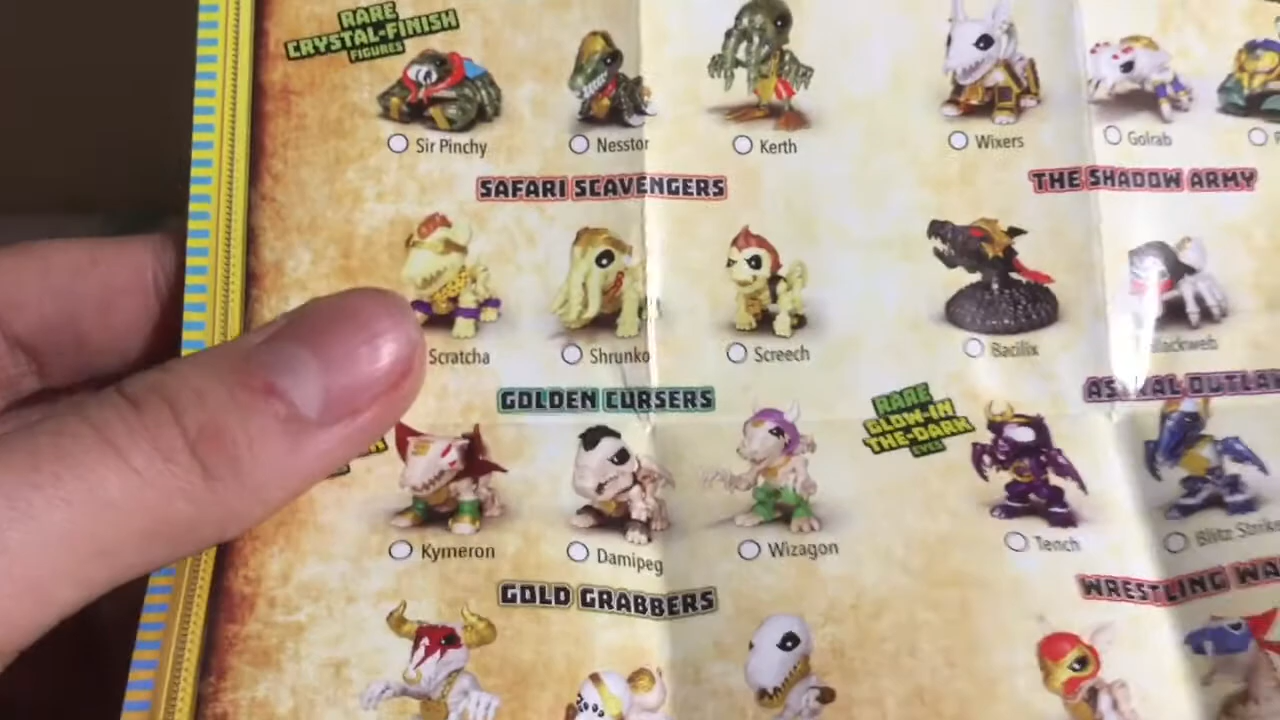 RARE
CRYSTAL-FINISH
FIGURES
Sir Pinchy
Nesstor
Kerth
Wixers
Golrab
SAFARI SCAVENGERS
THE SHADOW ARMY
Scratcha
Shrunko
Screech
Bacilix
GOLDEN CURSERS
RARE
GLOW-IN
THE-DARK
EYES
Kymeron
Damipeg
Wizagon
Tench
GOLD GRABBERS
WRESTLING